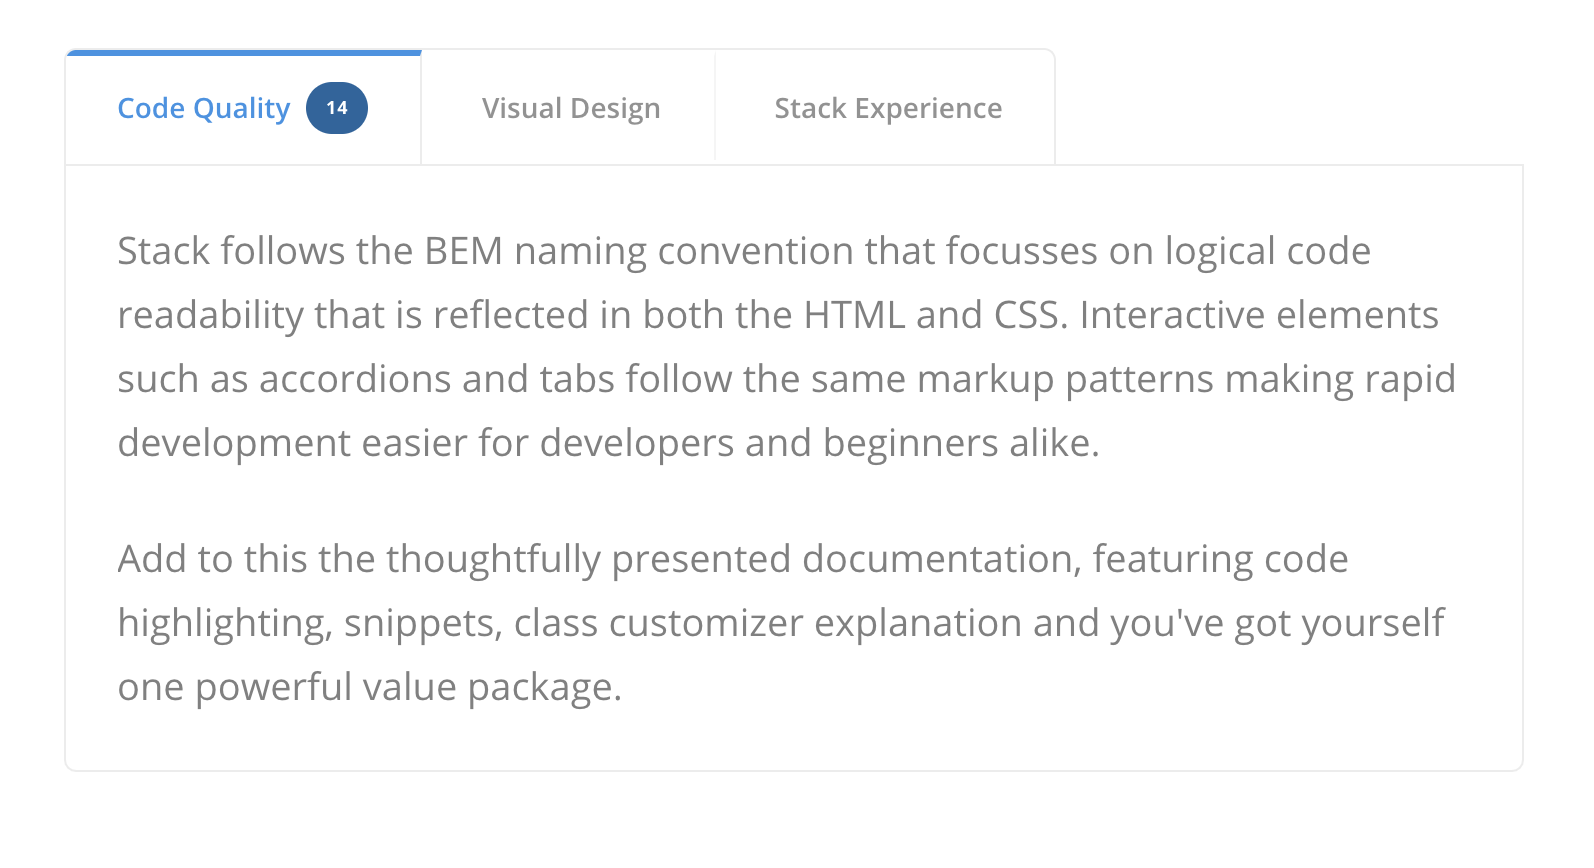 Code Quality 14 Visual Design Stack Experience
Stack follows the BEM naming convention that focusses on logical code
readability that is reflected in both the HTML and CSS. Interactive elements
such as accordions and tabs follow the same markup patterns making rapid
development easier for developers and beginners alike.
Add to this the thoughtfully presented documentation, featuring code
highlighting, snippets, class customizer explanation and you've got yourself
one powerful value package.